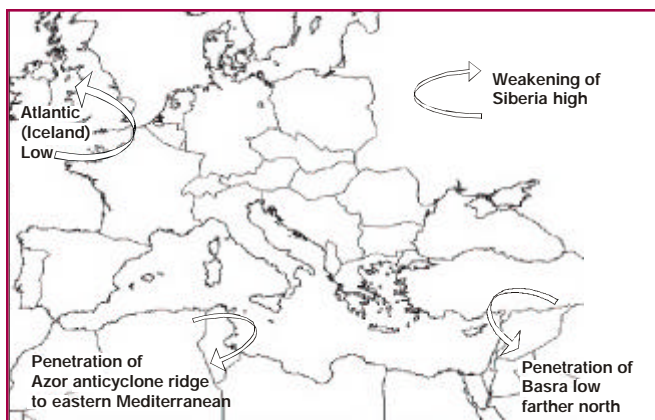 Atlantic
(Iceland)
Low
Weakening of
Siberia high
Penetration of
Azor anticyclone ridge
to eastern Mediterranean
Penetration of
Basra low
farther north